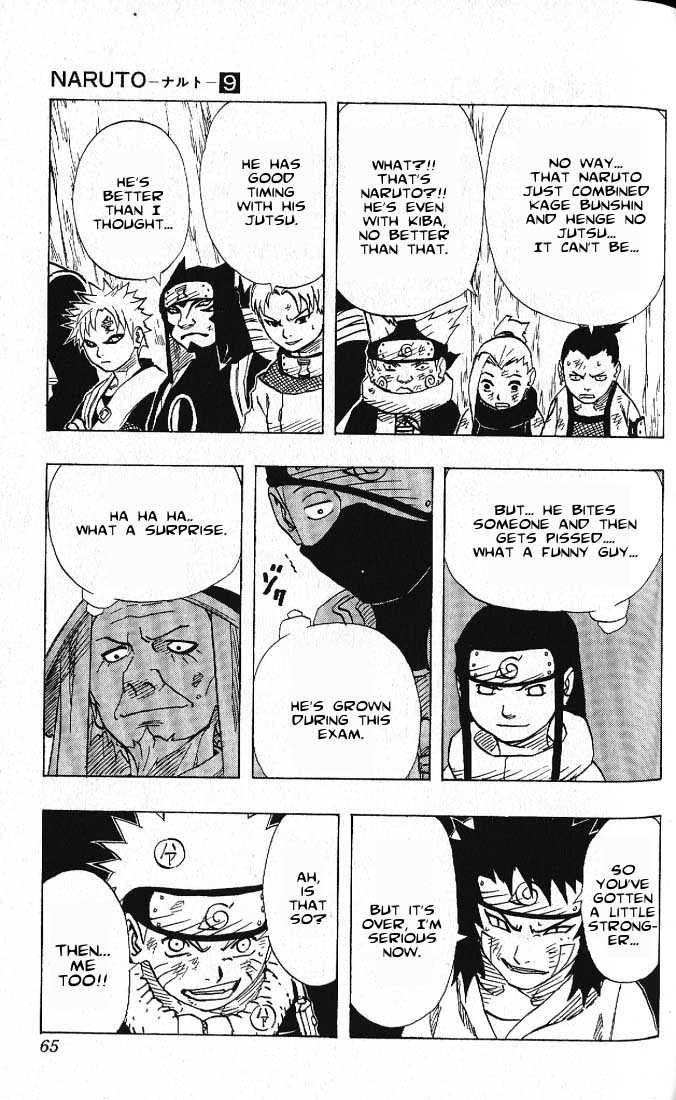 NARUTO—ナルト—9
NO WAY...
THAT NARUTO
JUST COMBINED
KAGE BUNSHIN
AND HENGE NO
JUTSU...
IT CAN'T BE...
WHAT?!!
THAT'S
NARUTO?!!
HE'S EVEN
WITH KIBA,
NO BETTER
THAN THAT.
HE HAS
GOOD
TIMING
WITH HIS
JUTSU.
HE'S
BETTER
THAN I
THOUGHT...
BUT... HE BITES
SOMEONE AND THEN
GETS PISSED....
WHAT A FUNNY GUY...
ゾク
HE'S GROWN
DURING THIS
EXAM.
HA HA HA..
WHAT A SURPRISE.
SO
YOU'VE
GOTTEN
A LITTLE
STRONG-
ER...
BUT IT'S
OVER, I'M
SERIOUS
NOW.
AH,
IS
THAT
SO?
THEN...
ME
TOO!!
65